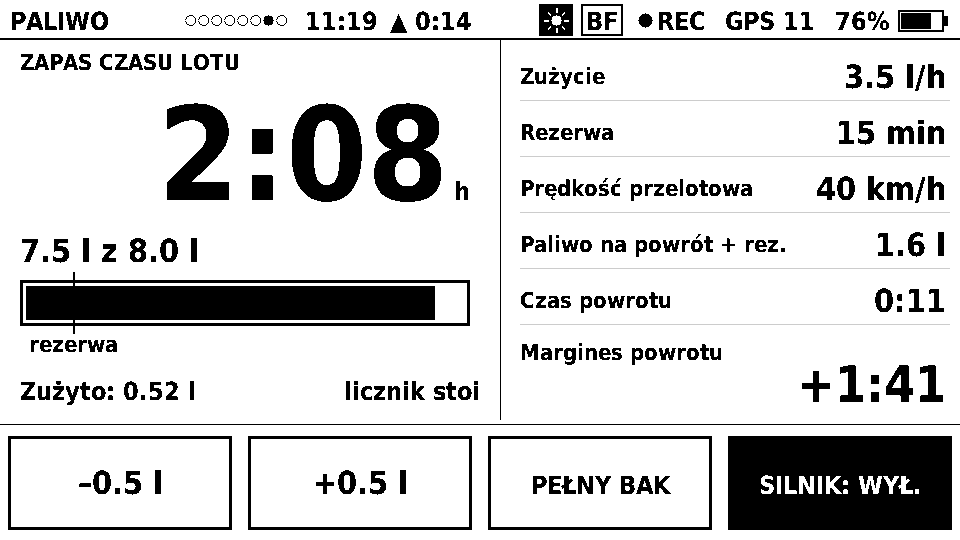 PALIWO 11:19 ▲ 0:14 BF ●REC GPS 11 76%
ZAPAS CZASU LOTU
2:08 h
7.5 l z 8.0 l
rezerwa
Zużyto: 0.52 l licznik stoi
Zużycie 3.5 l/h
Rezerwa 15 min
Prędkość przelotowa 40 km/h
Paliwo na powrót + rez. 1.6 l
Czas powrotu 0:11
Margines powrotu
+1:41
–0.5 l +0.5 l PEŁNY BAK SILNIK: WYŁ.